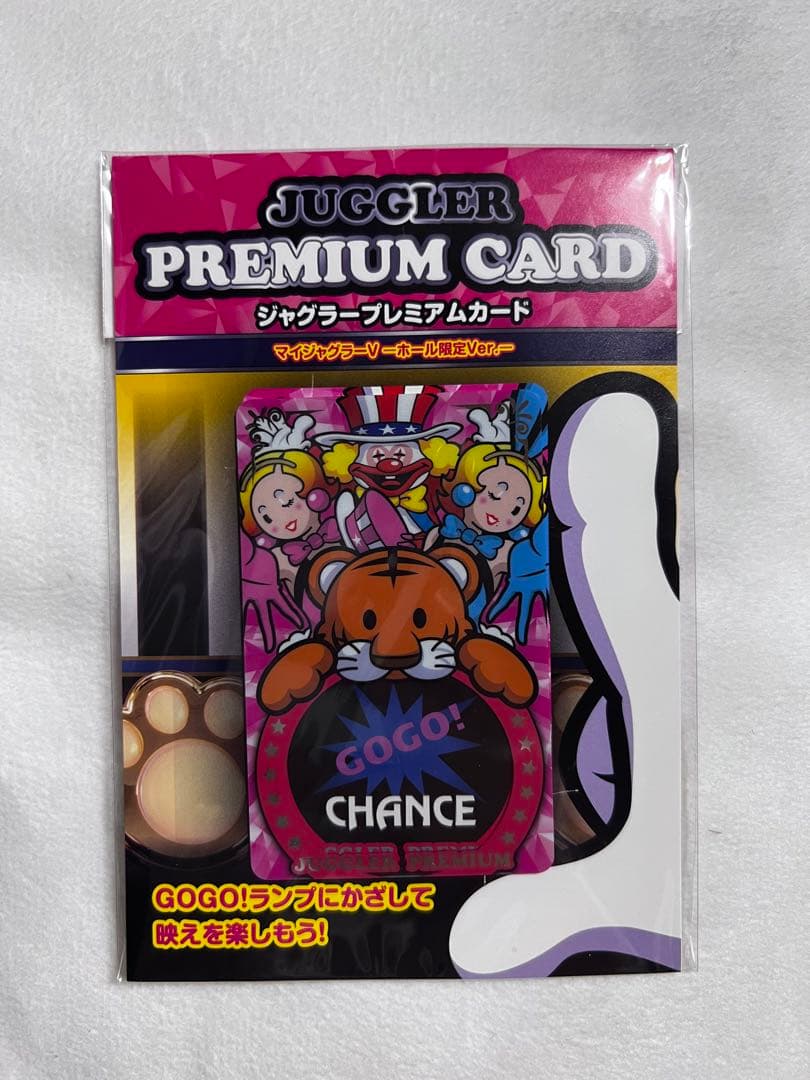 JUGGLER
PREMIUM CARD
ジャグラープレミアムカード
マイジャグラーV ーホール限定Ver.ー
GOGO!
CHANCE
JUGGLER PREMIUM
GOGO!ランプにかざして
映えを楽しもう!